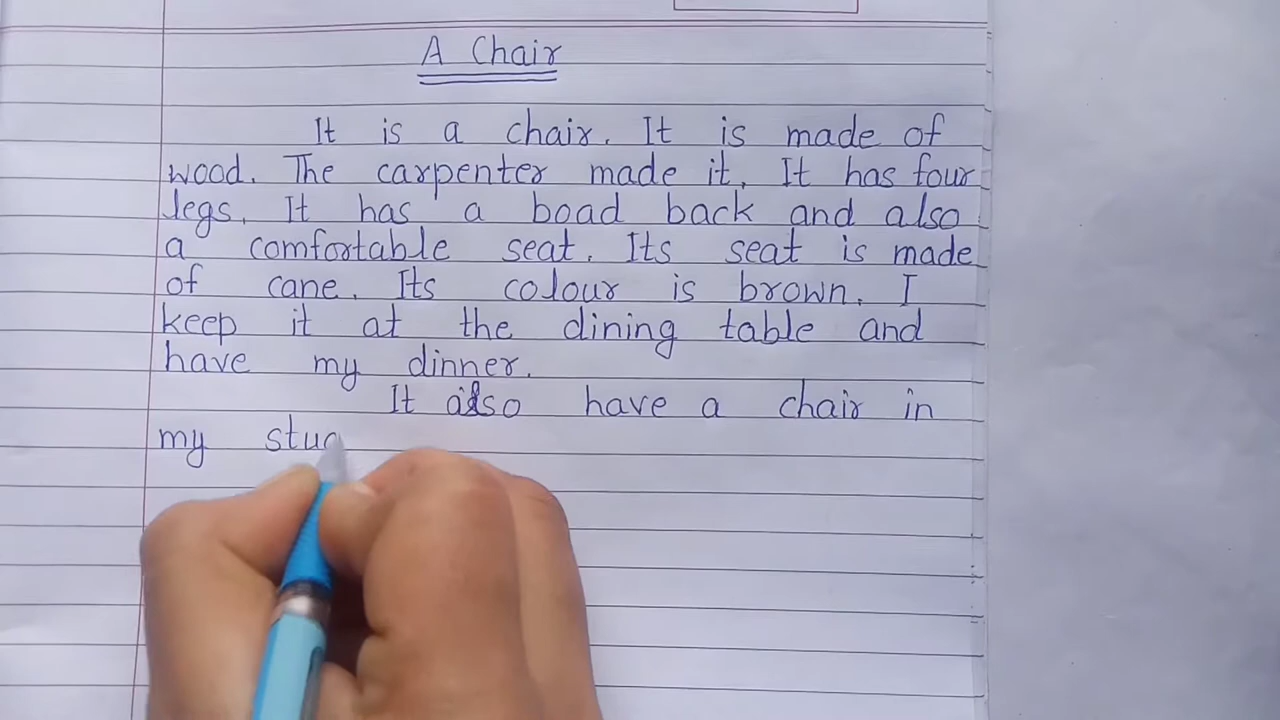 A Chair
It is a chair. It is made of
wood. The carpenter made it. It has four
legs. It has a boad back and also
a comfortable seat. Its seat is made
of cane. Its colour is brown. I
keep it at the dining table and
have my dinner.
It also have a chair in
my